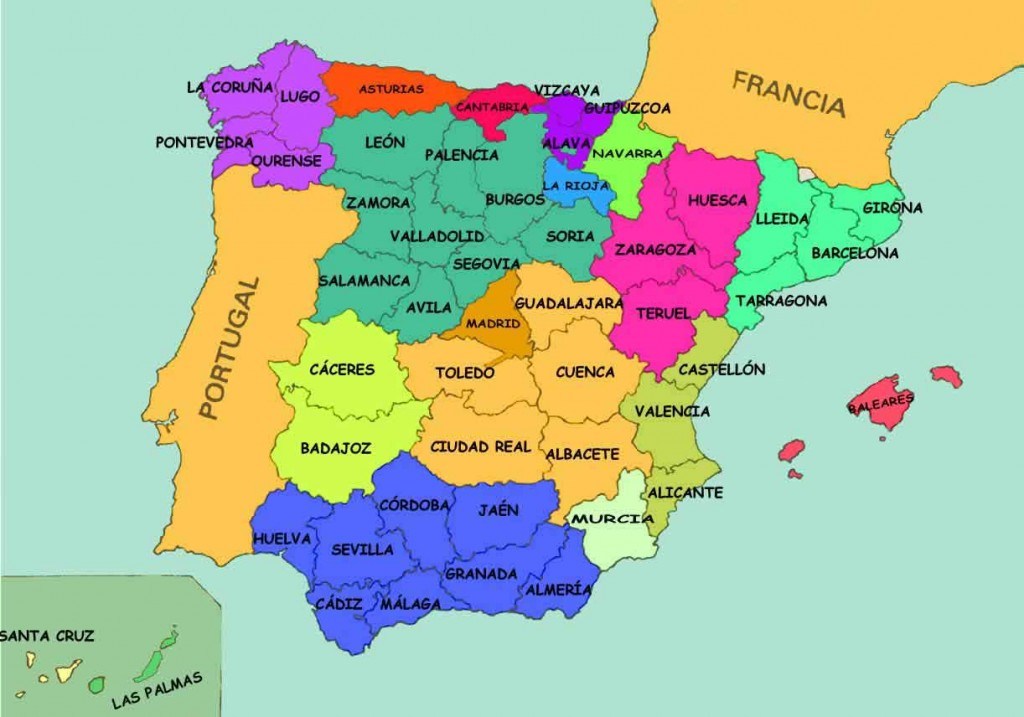 FRANCIA
PORTUGAL
LA CORUÑA
LUGO
PONTEVEDRA
OURENSE
ASTURIAS
CANTABRIA
VIZCAYA
GUIPUZCOA
ALAVA
NAVARRA
LA RIOJA
LEÓN
PALENCIA
BURGOS
ZAMORA
VALLADOLID
SORIA
SEGOVIA
SALAMANCA
AVILA
HUESCA
ZARAGOZA
TERUEL
LLEIDA
GIRONA
BARCELONA
TARRAGONA
MADRID
GUADALAJARA
TOLEDO
CUENCA
CIUDAD REAL
ALBACETE
CÁCERES
BADAJOZ
CASTELLÓN
VALENCIA
ALICANTE
BALEARES
MURCIA
HUELVA
SEVILLA
CÓRDOBA
JAÉN
GRANADA
ALMERÍA
CÁDIZ
MÁLAGA
SANTA CRUZ
LAS PALMAS